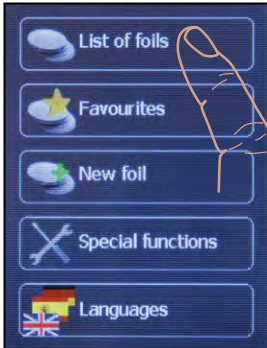 List of foils
Favourites
New foil
Special functions
Languages